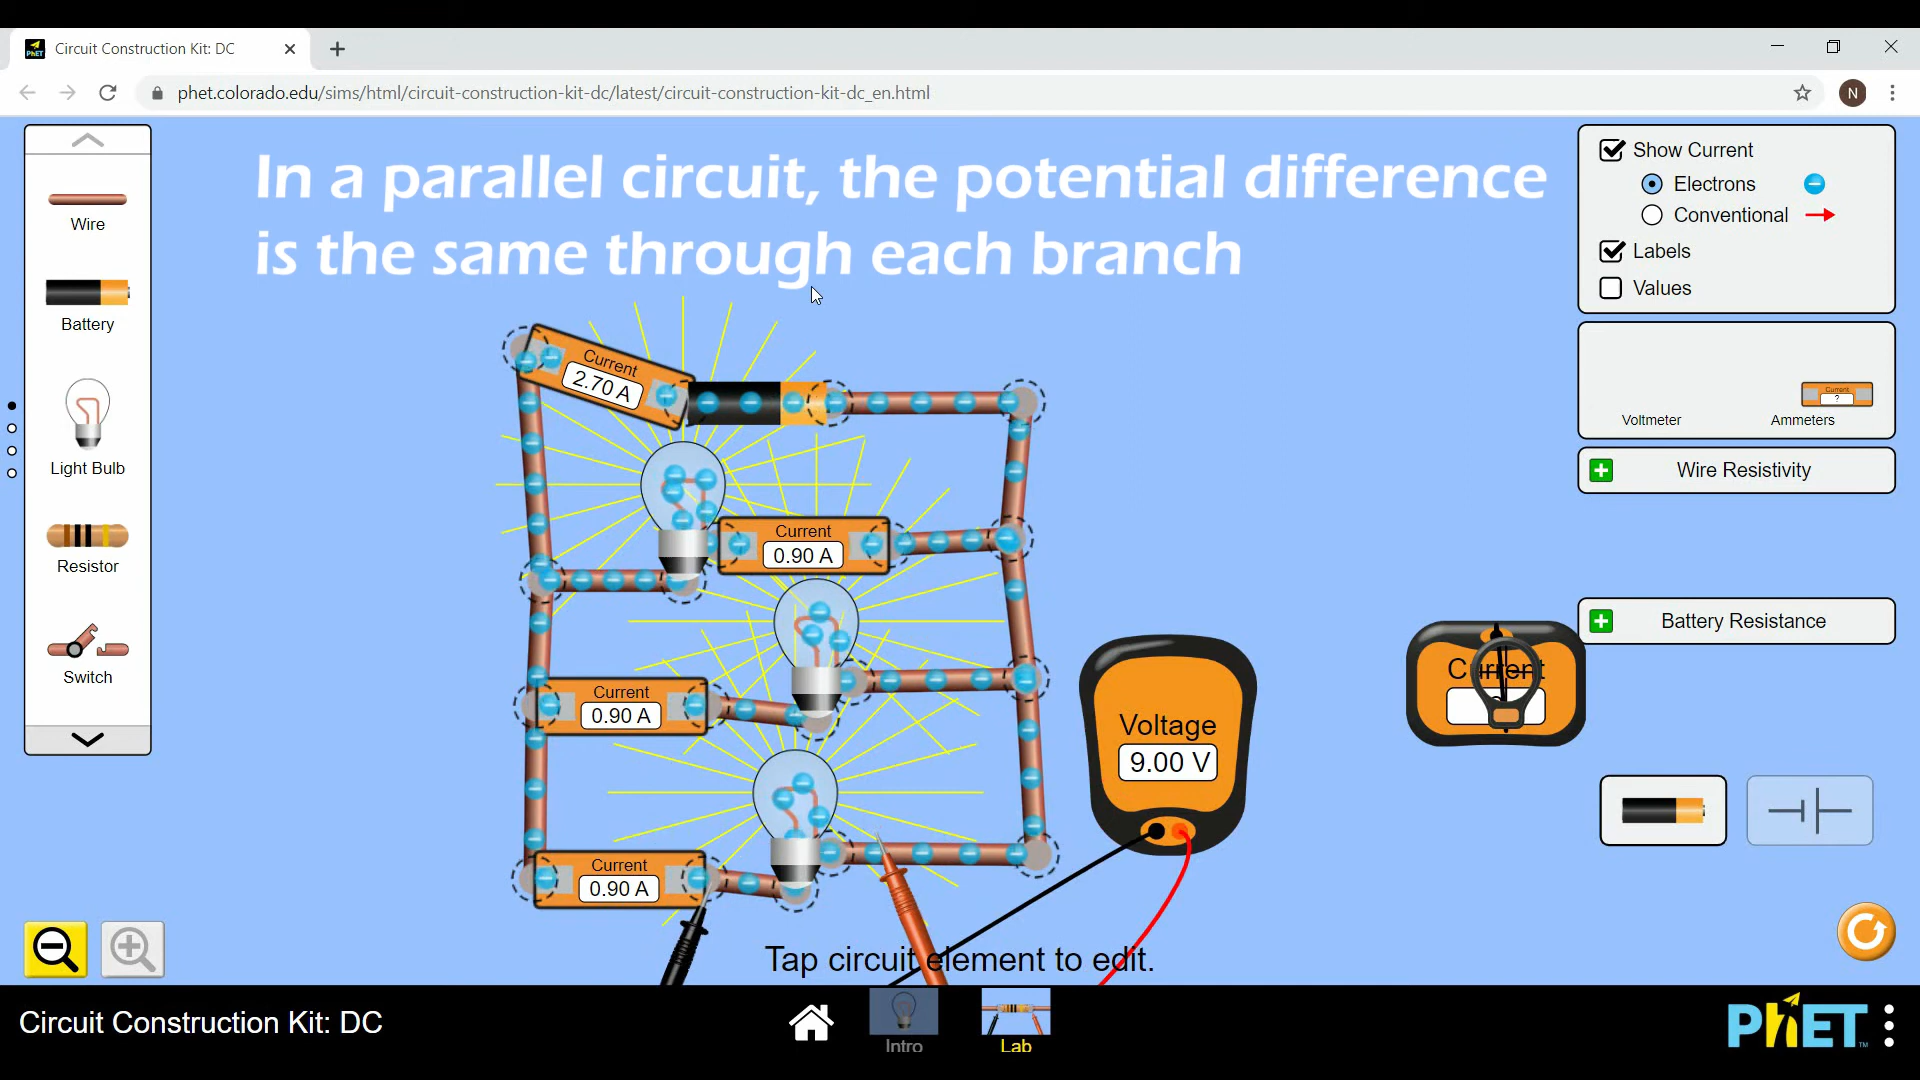 Circuit Construction Kit: DC
phet.colorado.edu/sims/html/circuit-construction-kit-dc/latest/circuit-construction-kit-dc_en.html
N
In a parallel circuit, the potential difference
is the same through each branch
Wire
Battery
Light Bulb
Resistor
Switch
Show Current
Electrons
Conventional
Labels
Values
Current
?
Voltmeter
Ammeters
Wire Resistivity
Battery Resistance
Current
2.70 A
Current
0.90 A
Current
0.90 A
Current
0.90 A
Voltage
9.00 V
Current
Tap circuit element to edit.
Circuit Construction Kit: DC
Intro
Lab
PhET